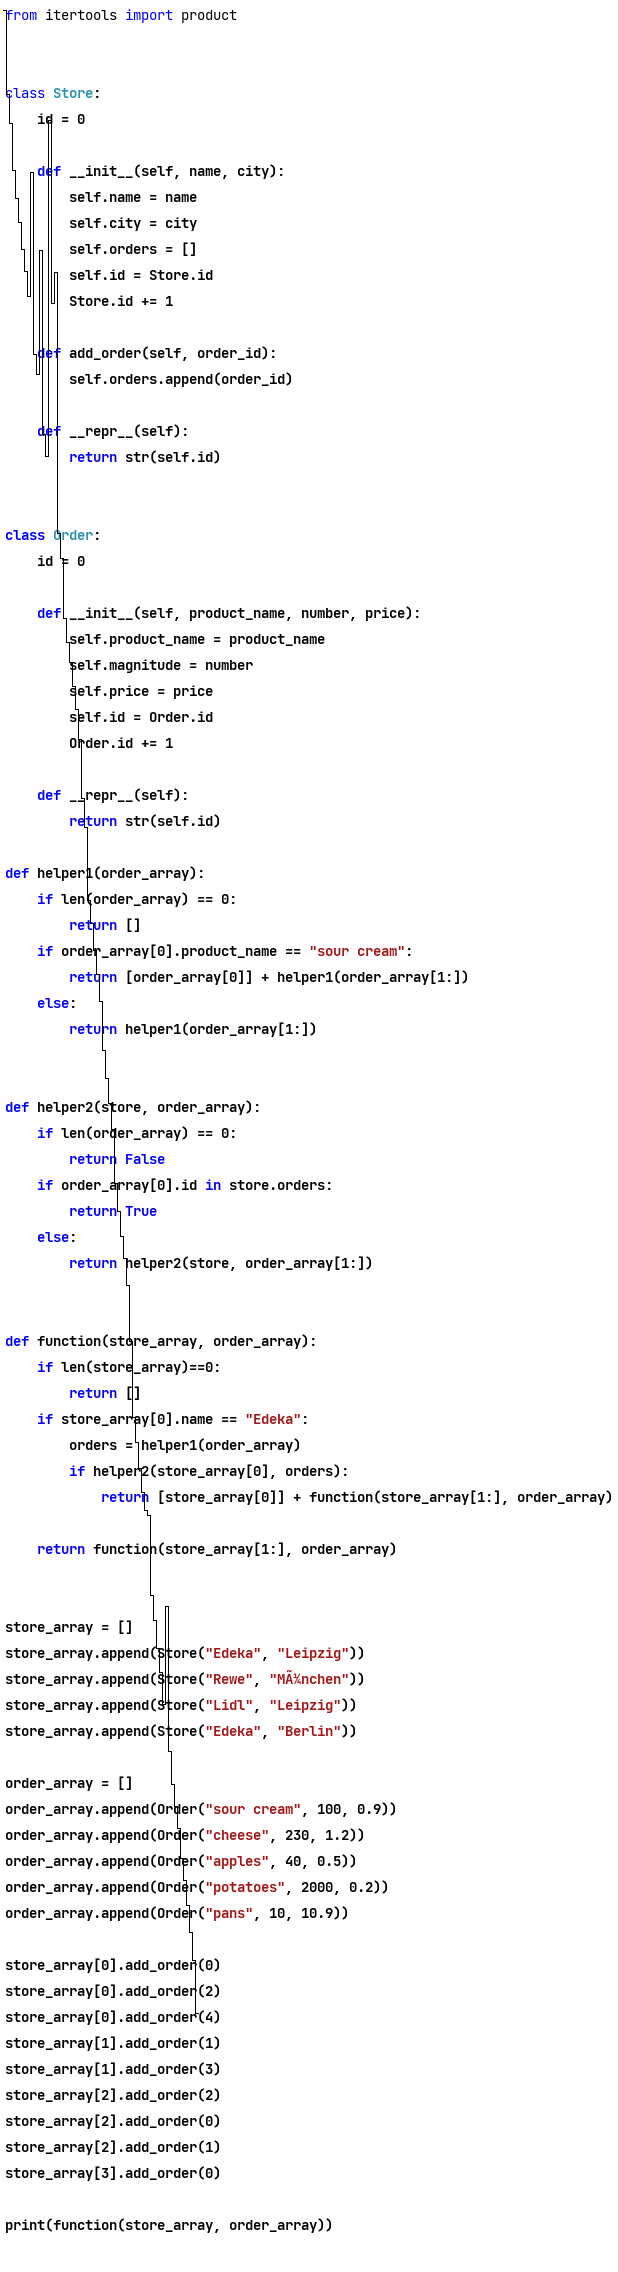 from itertools import product
class Store:
    id = 0
    def __init__(self, name, city):
        self.name = name
        self.city = city
        self.orders = []
        self.id = Store.id
        Store.id += 1
    def add_order(self, order_id):
        self.orders.append(order_id)
    def __repr__(self):
        return str(self.id)
class Order:
    id = 0
    def __init__(self, product_name, number, price):
        self.product_name = product_name
        self.magnitude = number
        self.price = price
        self.id = Order.id
        Order.id += 1
    def __repr__(self):
        return str(self.id)
def helper1(order_array):
    if len(order_array) == 0:
        return []
    if order_array[0].product_name == "sour cream":
        return [order_array[0]] + helper1(order_array[1:])
    else:
        return helper1(order_array[1:])
def helper2(store, order_array):
    if len(order_array) == 0:
        return False
    if order_array[0].id in store.orders:
        return True
    else:
        return helper2(store, order_array[1:])
def function(store_array, order_array):
    if len(store_array)==0:
        return []
    if store_array[0].name == "Edeka":
        orders = helper1(order_array)
        if helper2(store_array[0], orders):
            return [store_array[0]] + function(store_array[1:], order_array)
    return function(store_array[1:], order_array)
store_array = []
store_array.append(Store("Edeka", "Leipzig"))
store_array.append(Store("Rewe", "MÃ¼nchen"))
store_array.append(Store("Lidl", "Leipzig"))
store_array.append(Store("Edeka", "Berlin"))
order_array = []
order_array.append(Order("sour cream", 100, 0.9))
order_array.append(Order("cheese", 230, 1.2))
order_array.append(Order("apples", 40, 0.5))
order_array.append(Order("potatoes", 2000, 0.2))
order_array.append(Order("pans", 10, 10.9))
store_array[0].add_order(0)
store_array[0].add_order(2)
store_array[0].add_order(4)
store_array[1].add_order(1)
store_array[1].add_order(3)
store_array[2].add_order(2)
store_array[2].add_order(0)
store_array[2].add_order(1)
store_array[3].add_order(0)
print(function(store_array, order_array))